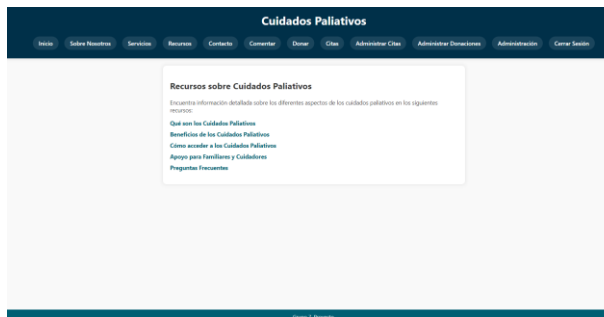 Cuidados Paliativos
Inicio Sobre Nosotros Servicios Recursos Contacto Comentar Donar Citas Administrar Citas Administrar Donaciones Administración Cerrar Sesión
Recursos sobre Cuidados Paliativos
Encuentra información detallada sobre los diferentes aspectos de los cuidados paliativos en los siguientes
recursos:
Qué son los Cuidados Paliativos
Beneficios de los Cuidados Paliativos
Cómo acceder a los Cuidados Paliativos
Apoyo para Familiares y Cuidadores
Preguntas Frecuentes